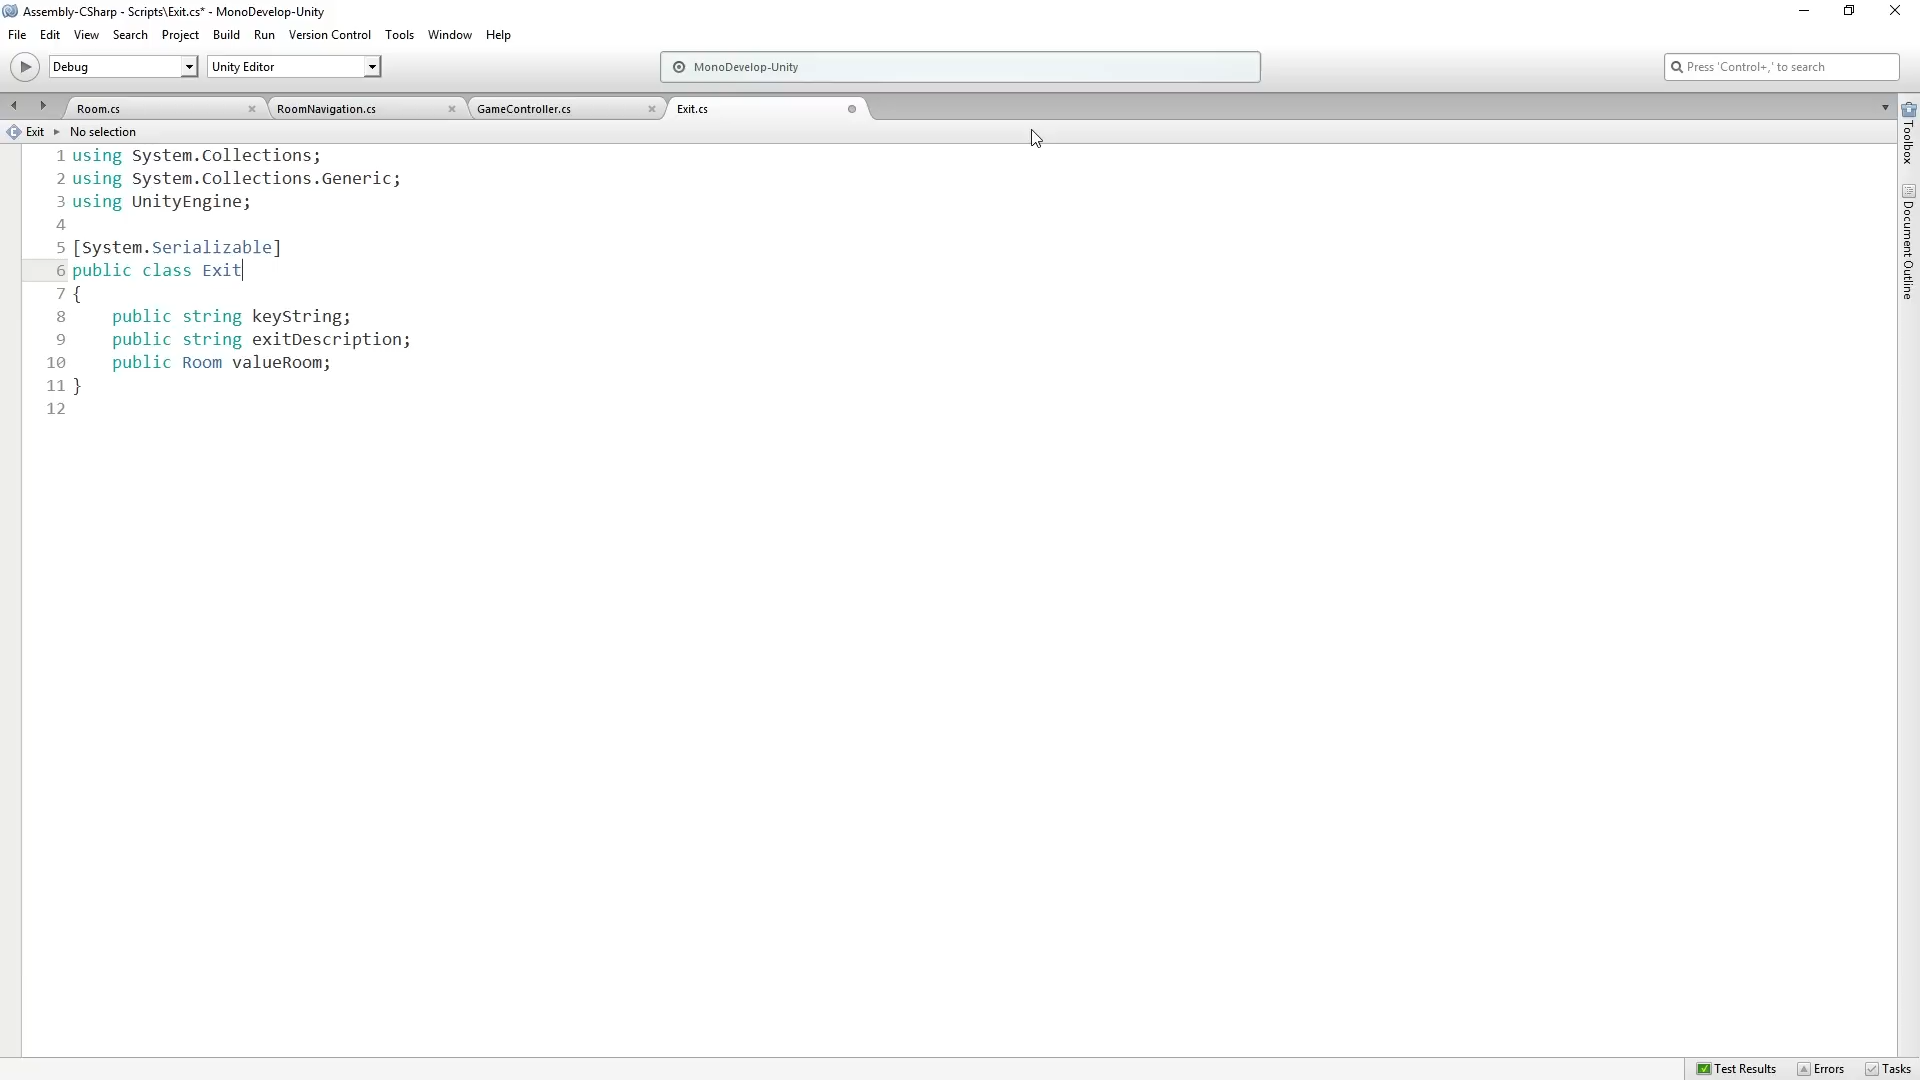 Assembly-CSharp - Scripts\Exit.cs* - MonoDevelop-Unity
File Edit View Search Project Build Run Version Control Tools Window Help
Debug Unity Editor MonoDevelop-Unity Press 'Control+,' to search
Room.cs RoomNavigation.cs GameController.cs Exit.cs
Exit No selection
1 using System.Collections;
2 using System.Collections.Generic;
3 using UnityEngine;
4
5 [System.Serializable]
6 public class Exit
7 {
8 public string keyString;
9 public string exitDescription;
10 public Room valueRoom;
11 }
12
Toolbox
Document Outline
Test Results Errors Tasks